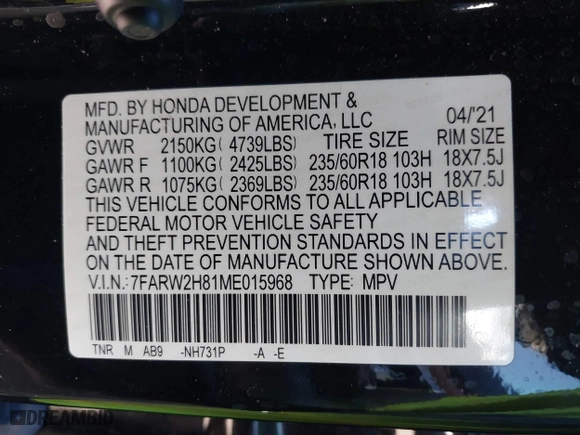 MFD. BY HONDA DEVELOPMENT &
MANUFACTURING OF AMERICA, LLC 04/'21
GVWR 2150KG( 4739LBS) TIRE SIZE RIM SIZE
GAWR F 1100KG( 2425LBS) 235/60R18 103H 18X7.5J
GAWR R 1075KG( 2369LBS) 235/60R18 103H 18X7.5J
THIS VEHICLE CONFORMS TO ALL APPLICABLE
FEDERAL MOTOR VEHICLE SAFETY
AND THEFT PREVENTION STANDARDS IN EFFECT
ON THE DATE OF MANUFACTURE SHOWN ABOVE.
V.I.N.:7FARW2H81ME015968 TYPE: MPV
TNR M AB9 -NH731P -A -E
DREAMBID